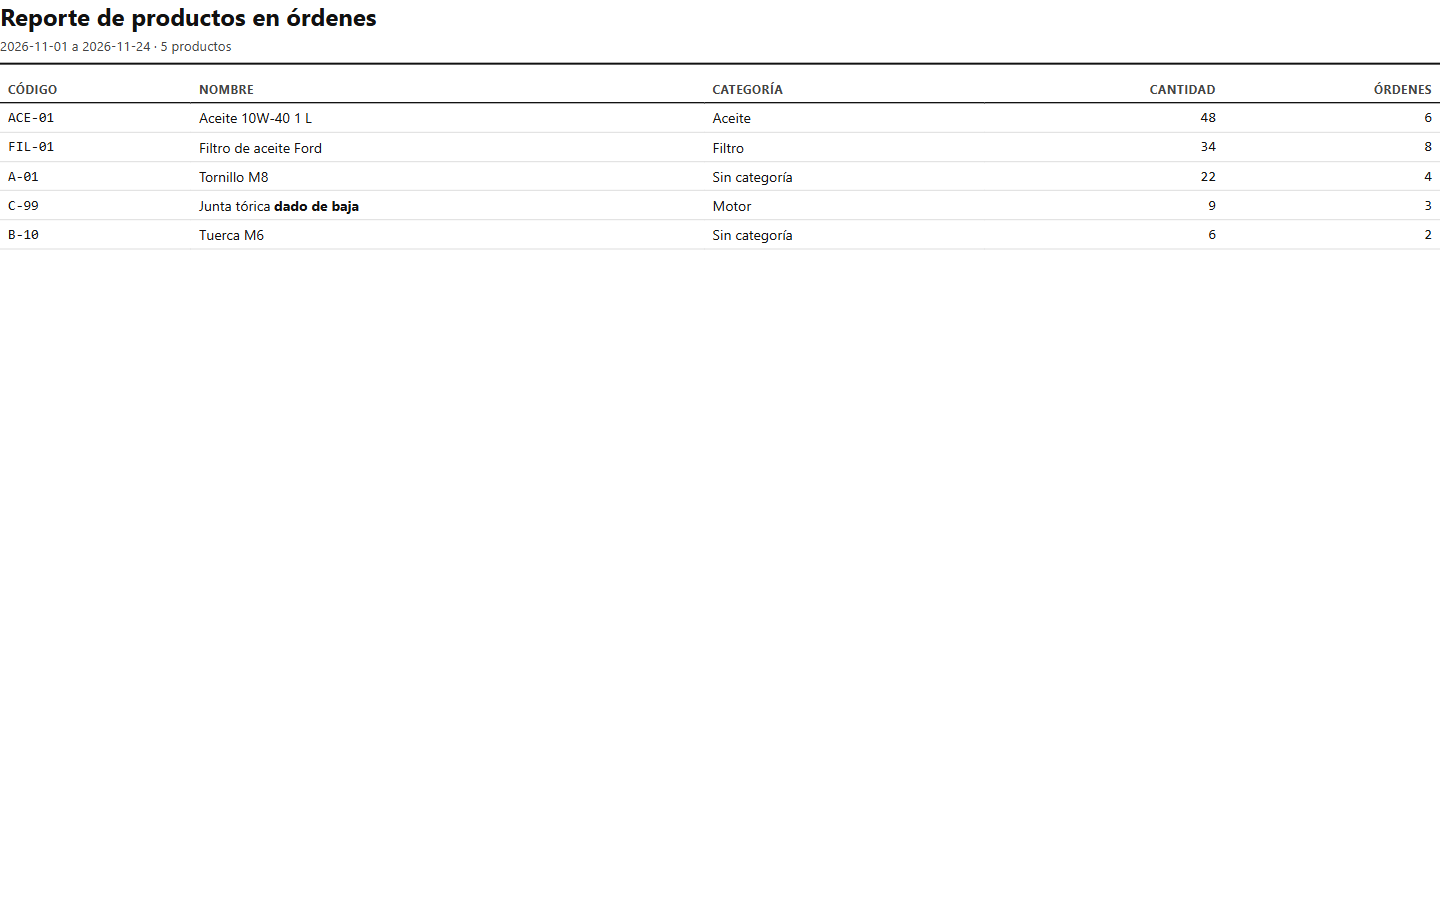 Reporte de productos en órdenes
2026-11-01 a 2026-11-24 · 5 productos
CÓDIGO NOMBRE CATEGORÍA CANTIDAD ÓRDENES
ACE-01 Aceite 10W-40 1 L Aceite 48 6
FIL-01 Filtro de aceite Ford Filtro 34 8
A-01 Tornillo M8 Sin categoría 22 4
C-99 Junta tórica dado de baja Motor 9 3
B-10 Tuerca M6 Sin categoría 6 2